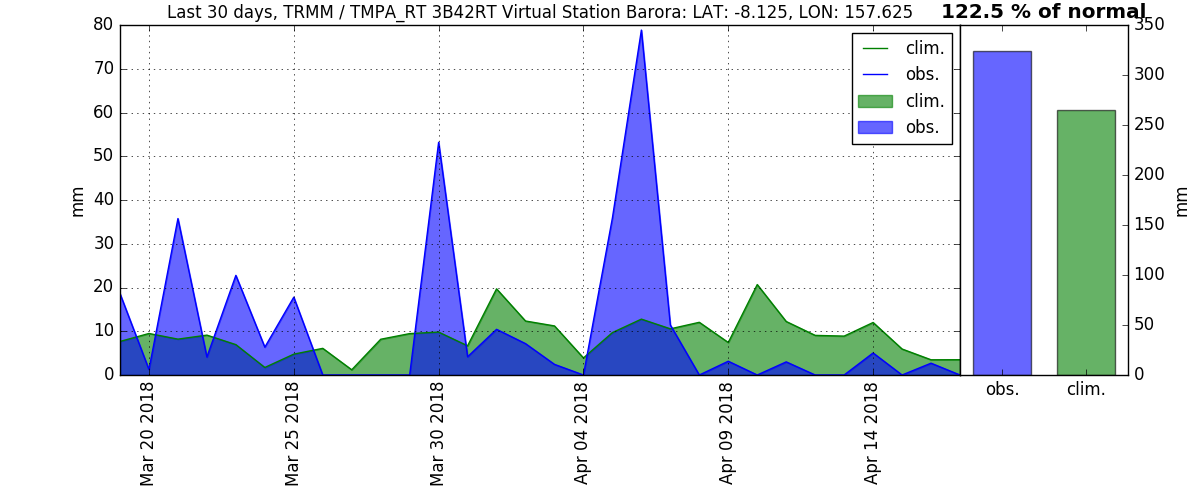 Last 30 days, TRMM / TMPA_RT 3B42RT Virtual Station Barora: LAT: -8.125, LON: 157.625
122.5 % of normal
80
70
60
50
40
30
20
10
0
mm
clim.
obs.
clim.
obs.
Mar 20 2018
Mar 25 2018
Mar 30 2018
Apr 04 2018
Apr 09 2018
Apr 14 2018
350
300
250
200
150
100
50
0
mm
obs.
clim.